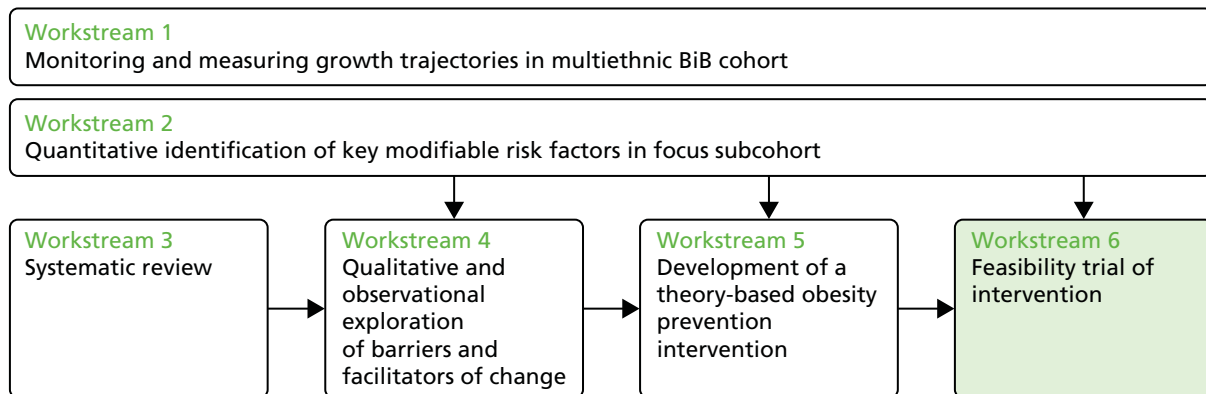 Workstream 1
Monitoring and measuring growth trajectories in multiethnic BiB cohort
Workstream 2
Quantitative identification of key modifiable risk factors in focus subcohort
Workstream 3
Systematic review
Workstream 4
Qualitative and
observational
exploration
of barriers and
facilitators of change
Workstream 5
Development of a
theory-based obesity
prevention
intervention
Workstream 6
Feasibility trial of
intervention